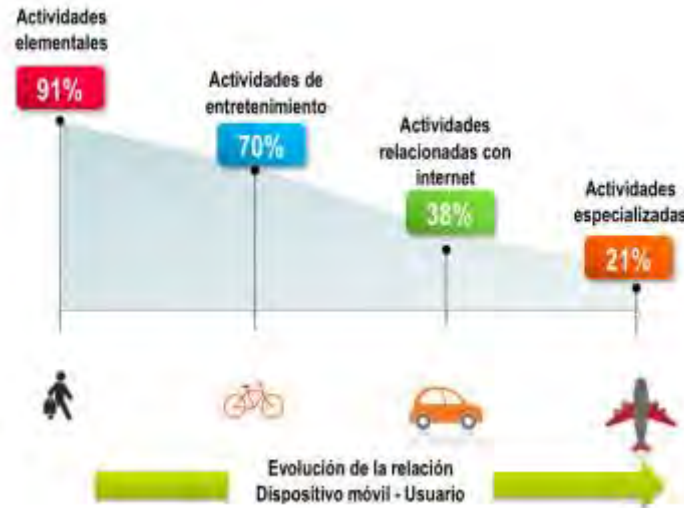 Actividades
elementales
91%
Actividades de
entretenimiento
70%
Actividades
relacionadas con
internet
38%
Actividades
especializadas
21%
Evolución de la relación
Dispositivo móvil - Usuario